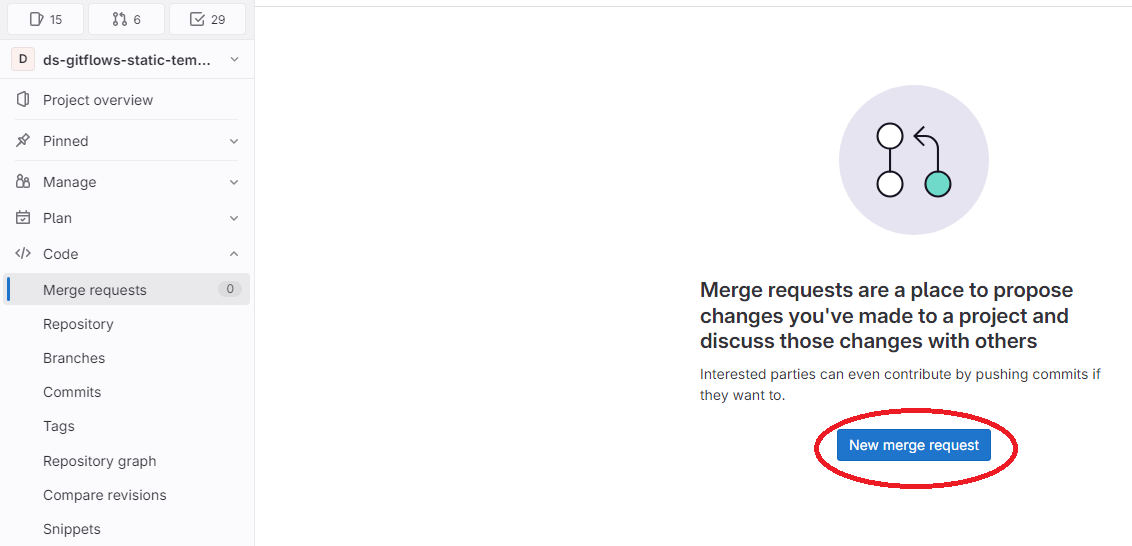 15
6
29
D
ds-gitflows-static-tem...
Project overview
Pinned
Manage
Plan
Code
Merge requests
0
Repository
Branches
Commits
Tags
Repository graph
Compare revisions
Snippets
Merge requests are a place to propose
changes you've made to a project and
discuss those changes with others
Interested parties can even contribute by pushing commits if
they want to.
New merge request